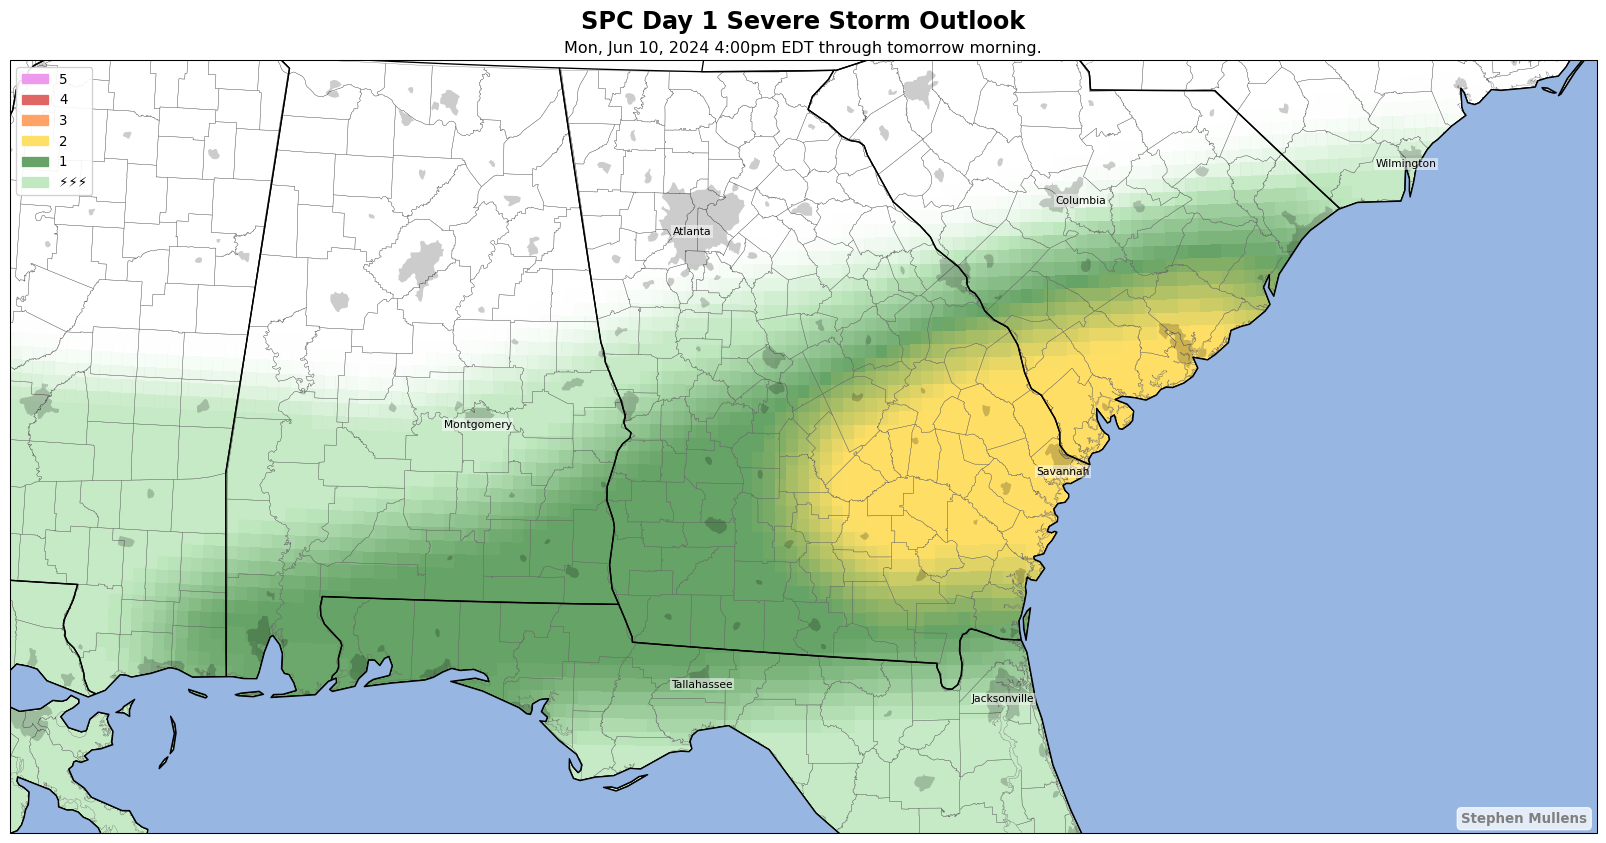 SPC Day 1 Severe Storm Outlook
Mon, Jun 10, 2024 4:00pm EDT through tomorrow morning.
5
4
3
2
1
⚡⚡⚡
Wilmington
Columbia
Atlanta
Montgomery
Savannah
Tallahassee
Jacksonville
Stephen Mullens